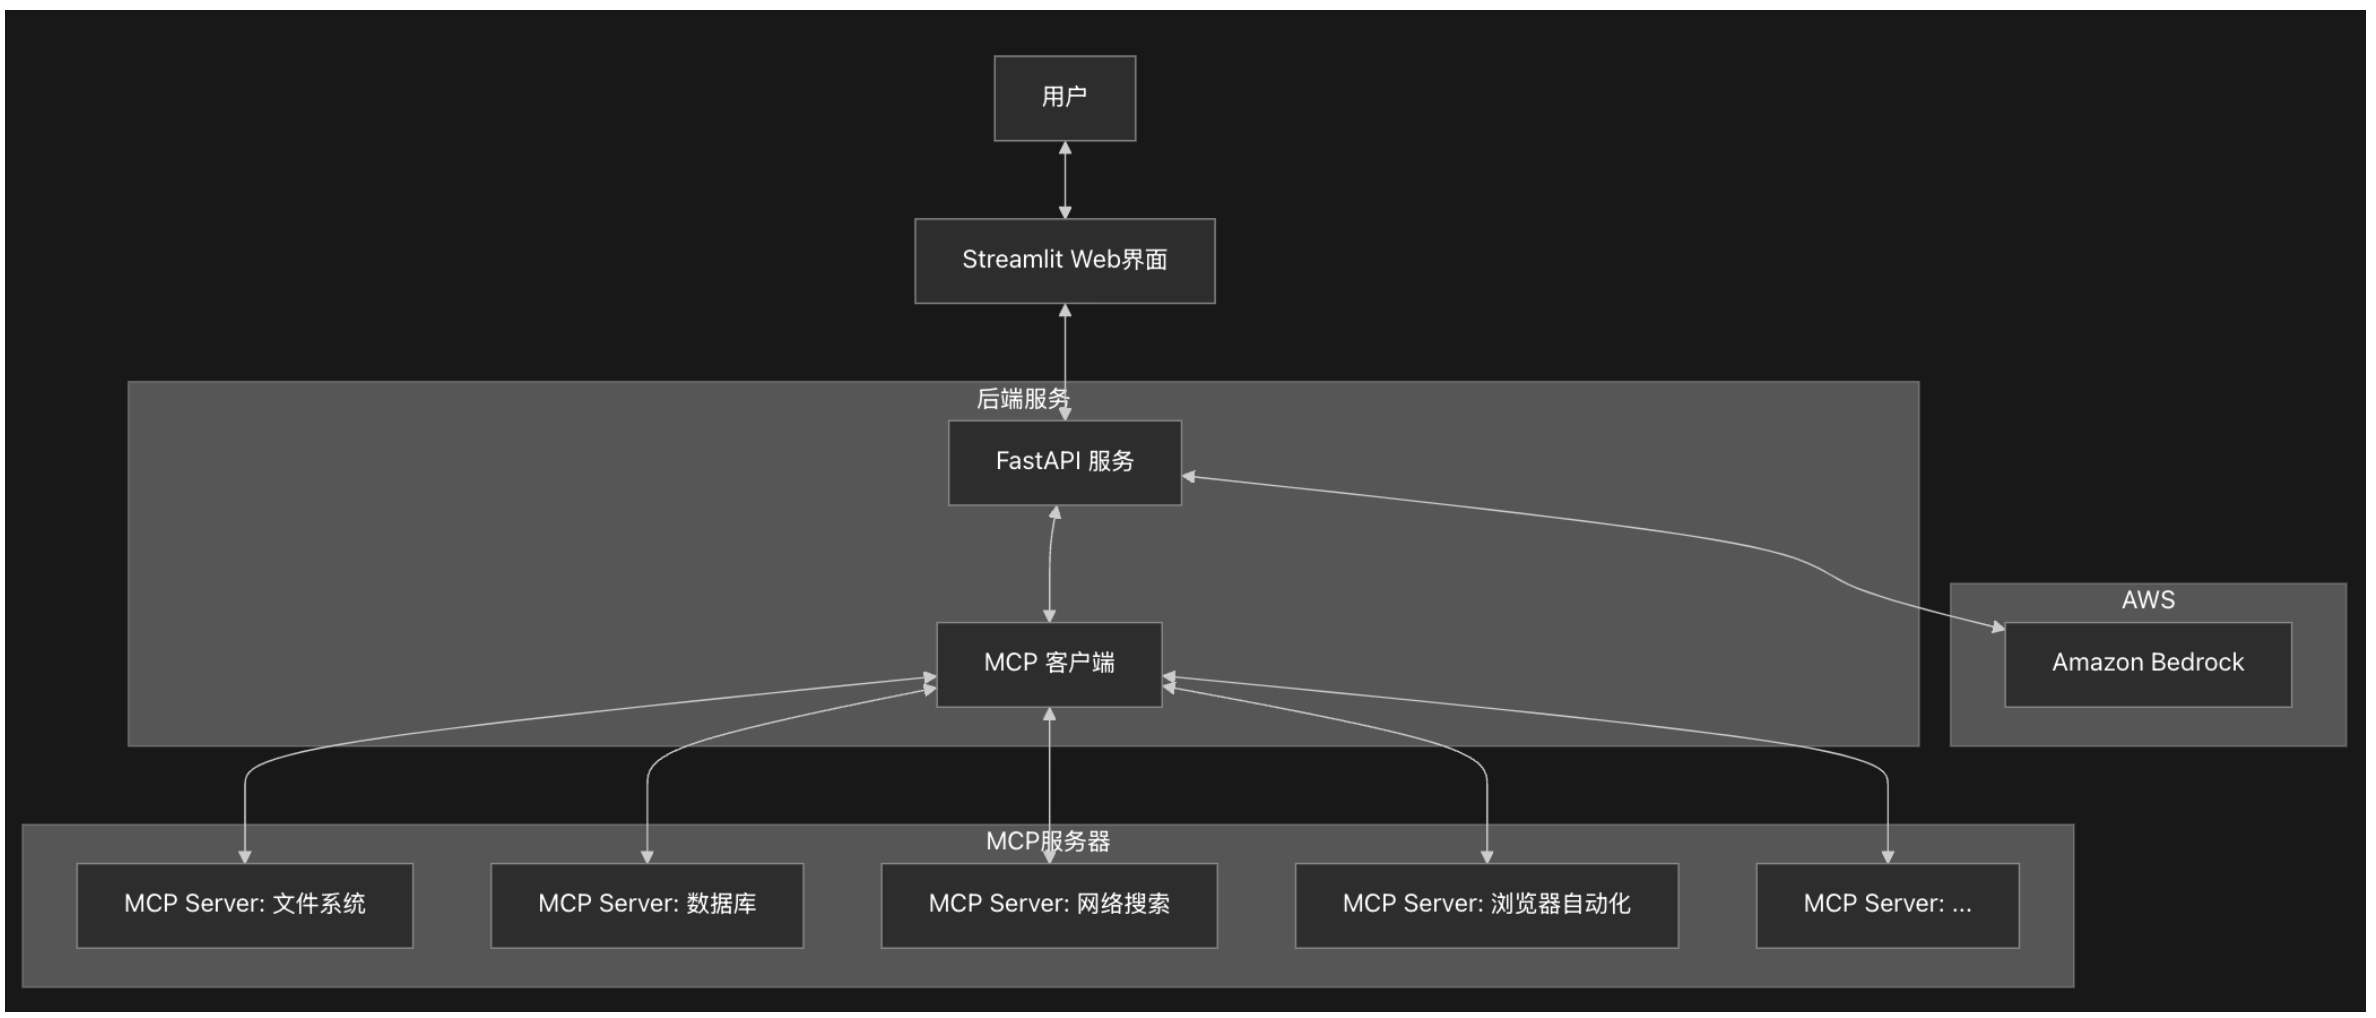 用户
Streamlit Web界面
后端服务
FastAPI 服务
AWS
MCP 客户端
Amazon Bedrock
MCP服务器
MCP Server: 文件系统
MCP Server: 数据库
MCP Server: 网络搜索
MCP Server: 浏览器自动化
MCP Server: ...